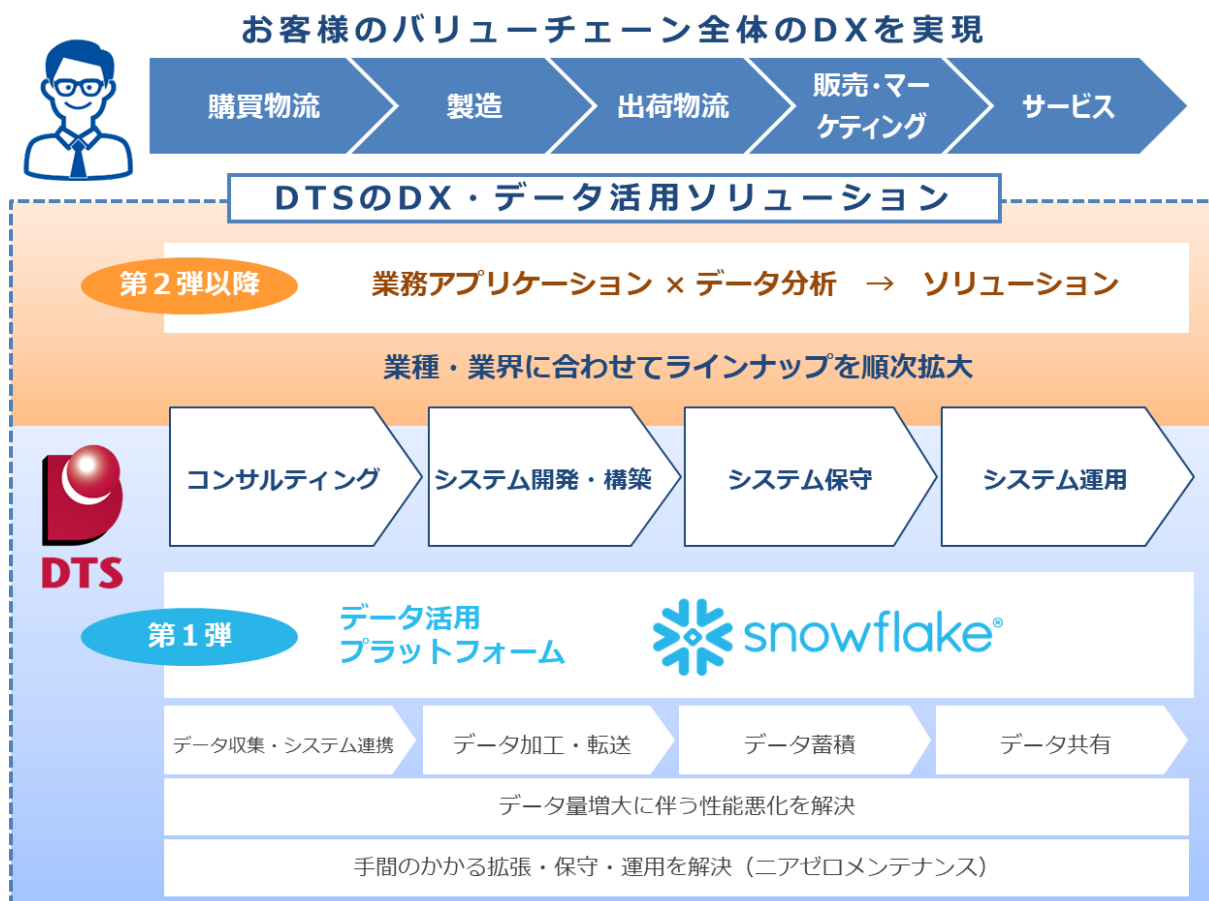 お客様のバリューチェーン全体のDXを実現
購買物流
製造
出荷物流
販売・マー
ケティング
サービス
DTSのDX・データ活用ソリューション
第２弾以降
業務アプリケーション × データ分析 → ソリューション
業種・業界に合わせてラインナップを順次拡大
コンサルティング
システム開発・構築
システム保守
システム運用
DTS
第１弾
データ活用
プラットフォーム
snowflake®
データ収集・システム連携
データ加工・転送
データ蓄積
データ共有
データ量増大に伴う性能悪化を解決
手間のかかる拡張・保守・運用を解決（ニアゼロメンテナンス）